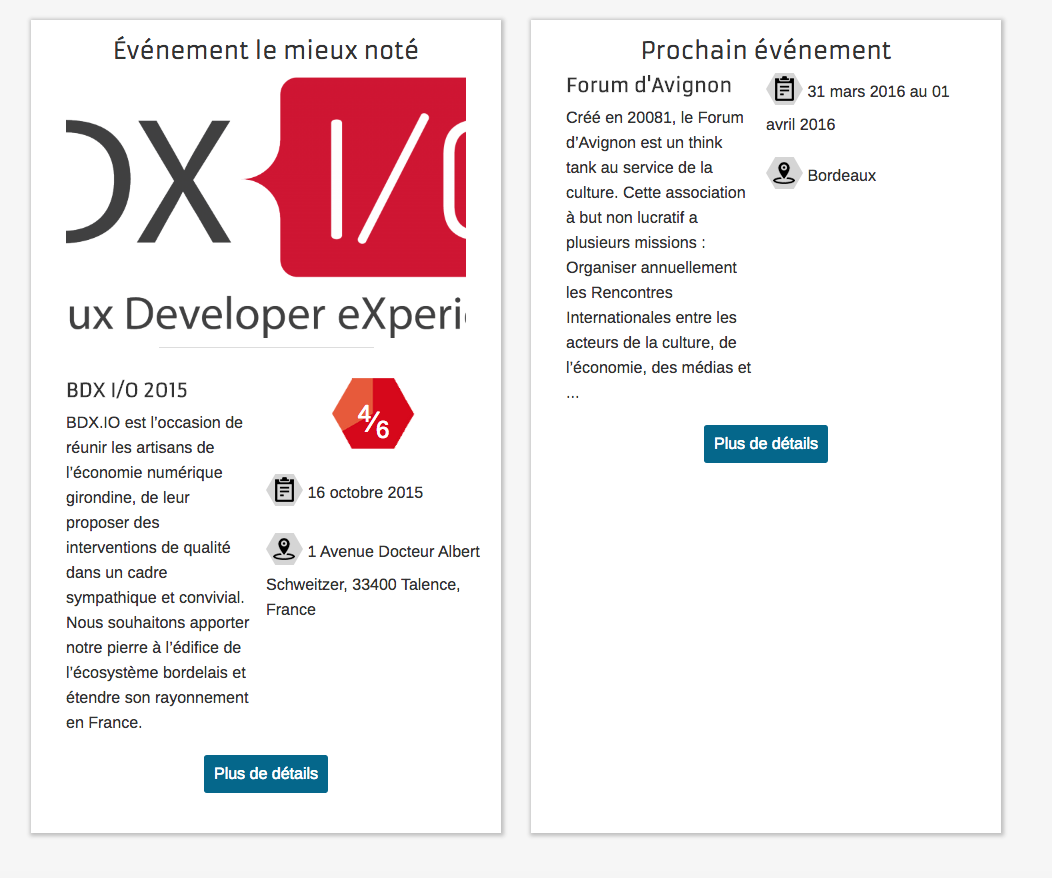 Événement le mieux noté
DX I/O
ux Developer eXperi
BDX I/O 2015
BDX.IO est l'occasion de
réunir les artisans de
l'économie numérique
girondine, de leur
proposer des
interventions de qualité
dans un cadre
sympathique et convivial.
Nous souhaitons apporter
notre pierre à l'édifice de
l'écosystème bordelais et
étendre son rayonnement
en France.
4/6
16 octobre 2015
1 Avenue Docteur Albert
Schweitzer, 33400 Talence,
France
Plus de détails
Prochain événement
Forum d'Avignon
Créé en 20081, le Forum
d'Avignon est un think
tank au service de la
culture. Cette association
à but non lucratif a
plusieurs missions :
Organiser annuellement
les Rencontres
Internationales entre les
acteurs de la culture, de
l'économie, des médias et
...
31 mars 2016 au 01
avril 2016
Bordeaux
Plus de détails